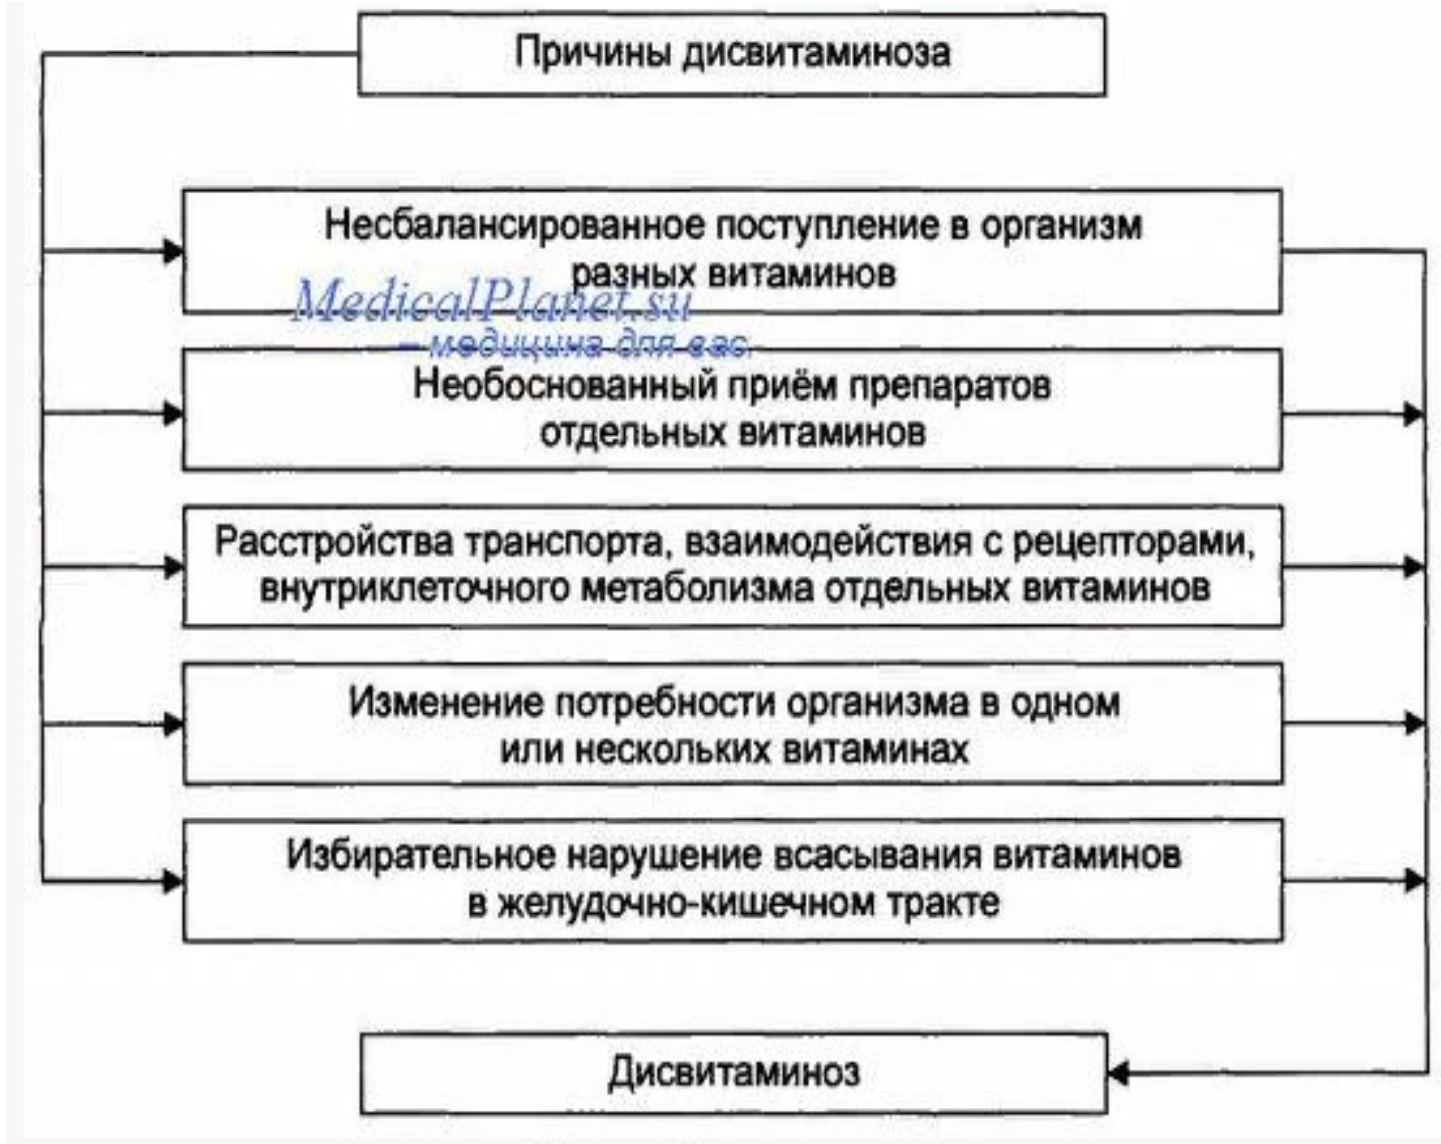 Причины дисвитаминоза
Несбалансированное поступление в организм
разных витаминов
MedicalPlanet.su
– медицина для вас.
Необоснованный приём препаратов
отдельных витаминов
Расстройства транспорта, взаимодействия с рецепторами,
внутриклеточного метаболизма отдельных витаминов
Изменение потребности организма в одном
или нескольких витаминах
Избирательное нарушение всасывания витаминов
в желудочно-кишечном тракте
Дисвитаминоз